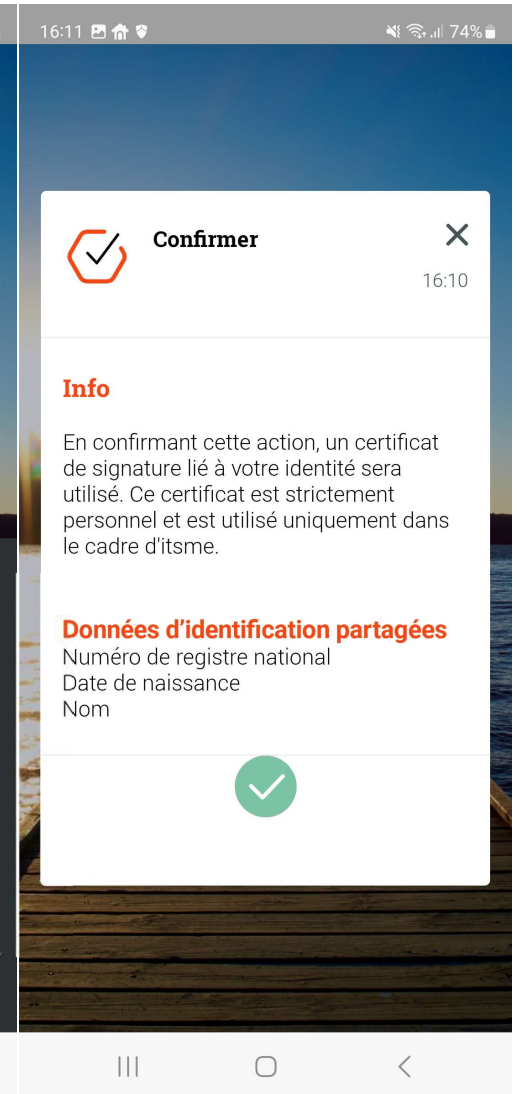 16:11
74%
Confirmer
16:10
Info
En confirmant cette action, un certificat
de signature lié à votre identité sera
utilisé. Ce certificat est strictement
personnel et est utilisé uniquement dans
le cadre d'itsme.
Données d’identification partagées
Numéro de registre national
Date de naissance
Nom